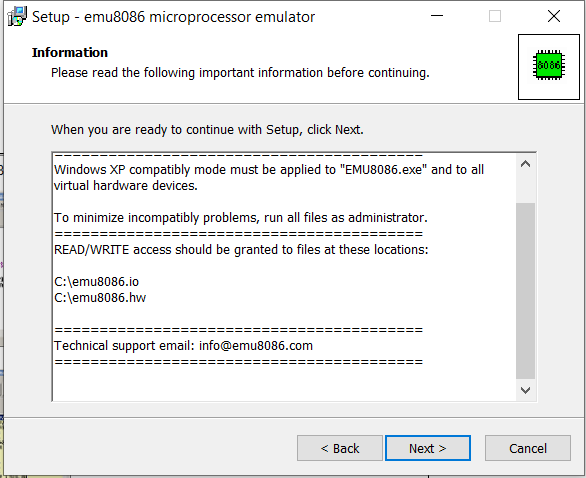 Setup - emu8086 microprocessor emulator
Information
Please read the following important information before continuing.
8086
When you are ready to continue with Setup, click Next.
==========================================
Windows XP compatibly mode must be applied to "EMU8086.exe" and to all
virtual hardware devices.
To minimize incompatibly problems, run all files as administrator.
==========================================
READ/WRITE access should be granted to files at these locations:
C:\emu8086.io
C:\emu8086.hw
==========================================
Technical support email: info@emu8086.com
==========================================
< Back
Next >
Cancel